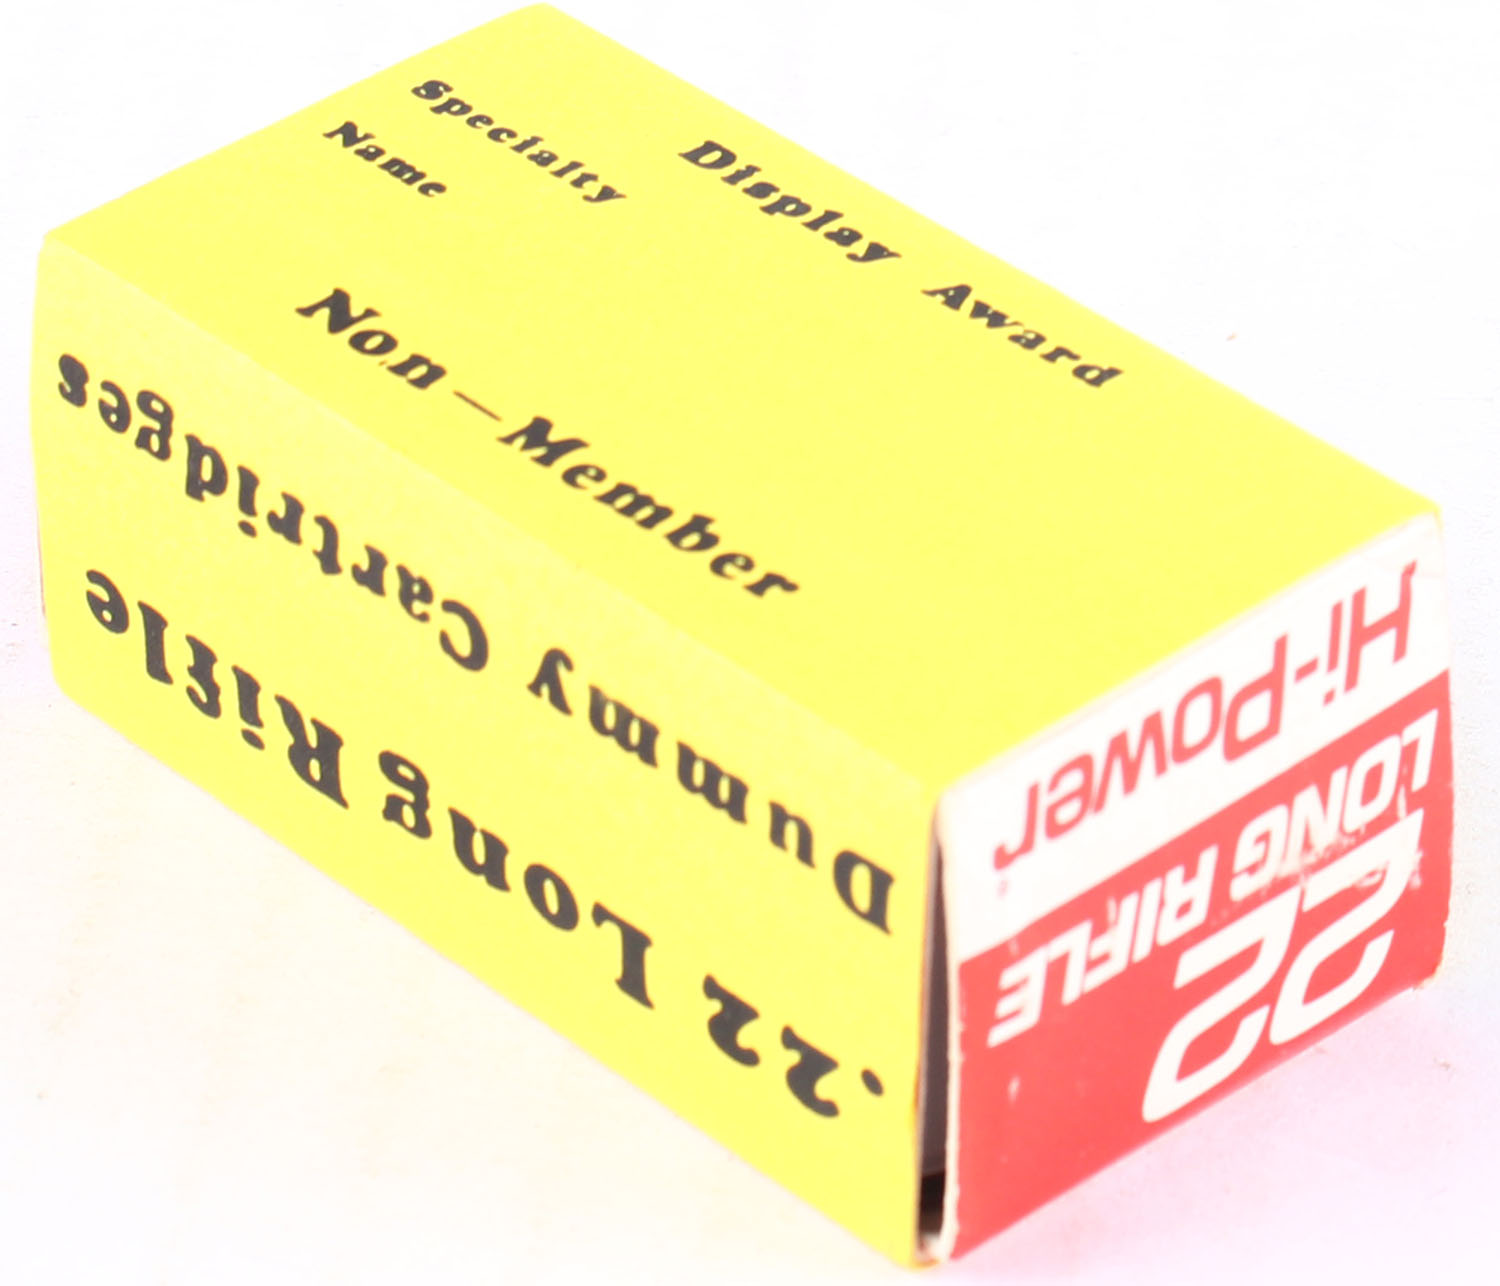 Display Award
Specialty
Name
Non-Member
.22 Long Rifle
Dummy Cartridges
22
LONG RIFLE
Hi-Power